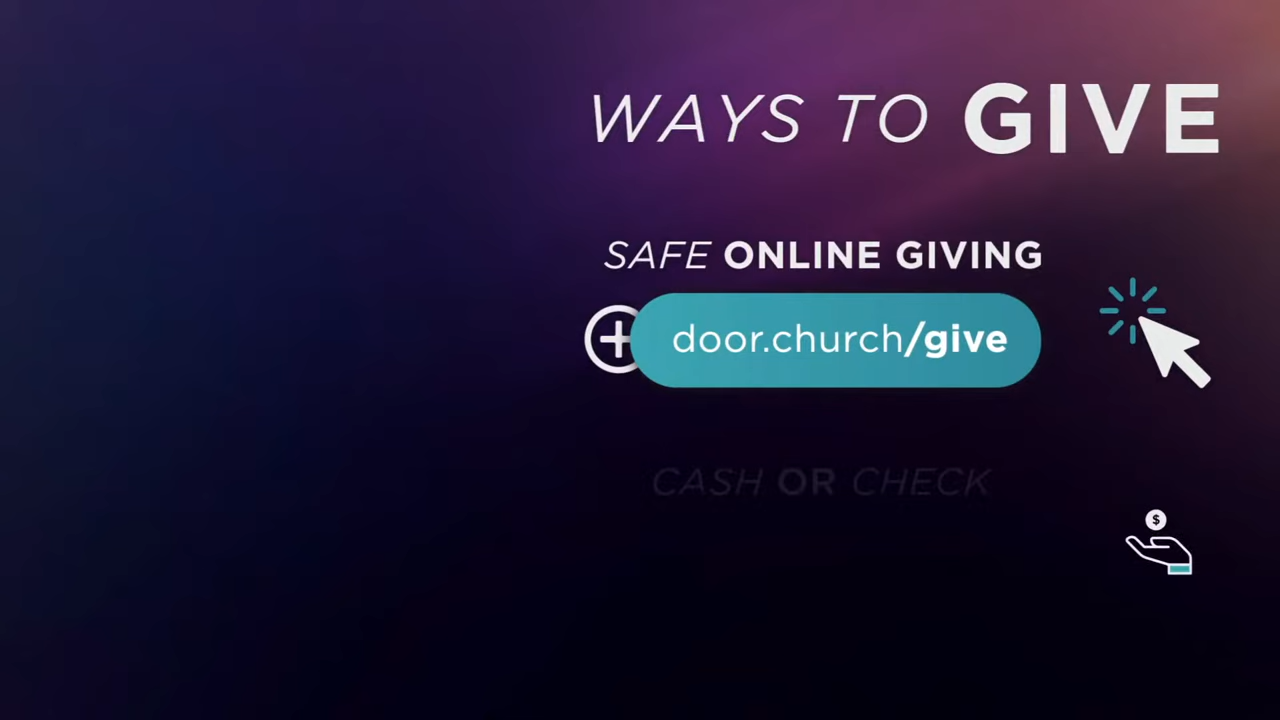 WAYS TO GIVE
SAFE ONLINE GIVING
door.church/give
CASH OR CHECK
$